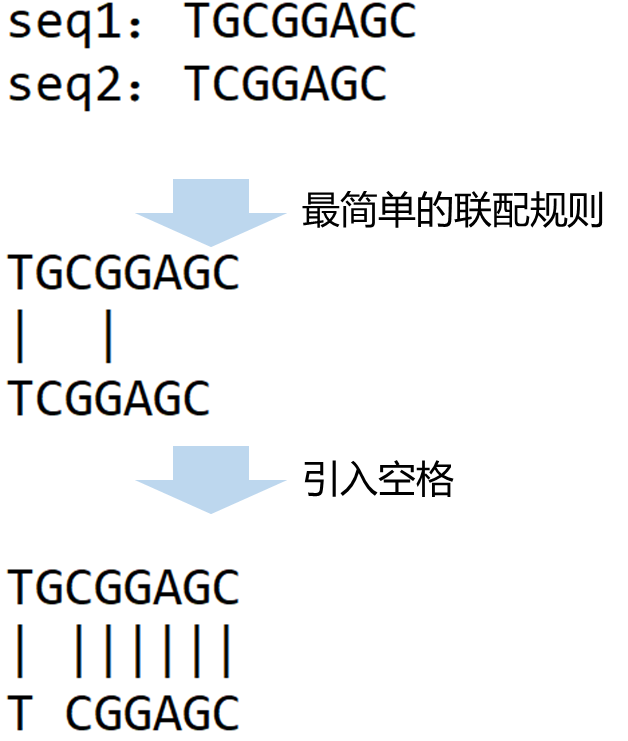 seq1：TGCGGAGC
seq2：TCGGAGC
最简单的联配规则
TGCGGAGC
|  |
TCGGAGC
引入空格
TGCGGAGC
| ||||||
T CGGAGC